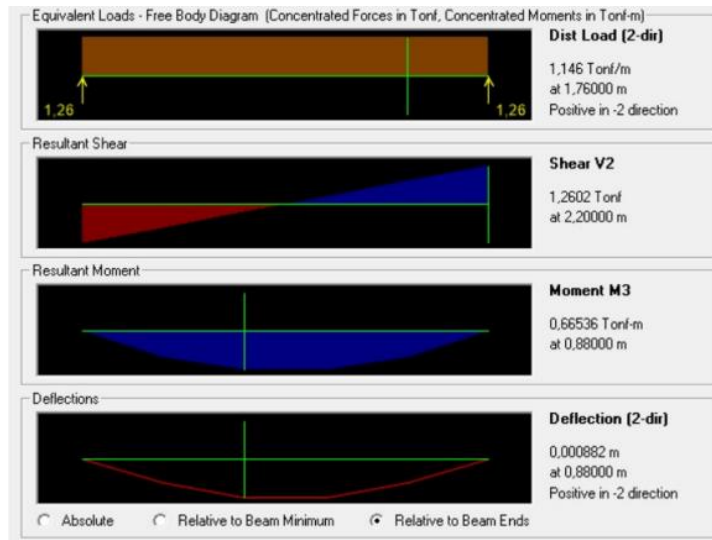 Equivalent Loads - Free Body Diagram (Concentrated Forces in Tonf, Concentrated Moments in Tonf-m)
1,26
1,26
Dist Load (2-dir)
1,146 Tonf/m
at 1,76000 m
Positive in -2 direction
Resultant Shear
Shear V2
1,2602 Tonf
at 2,20000 m
Resultant Moment
Moment M3
0,66536 Tonf-m
at 0,88000 m
Deflections
Deflection (2-dir)
0,000882 m
at 0,88000 m
Positive in -2 direction
Absolute Relative to Beam Minimum Relative to Beam Ends